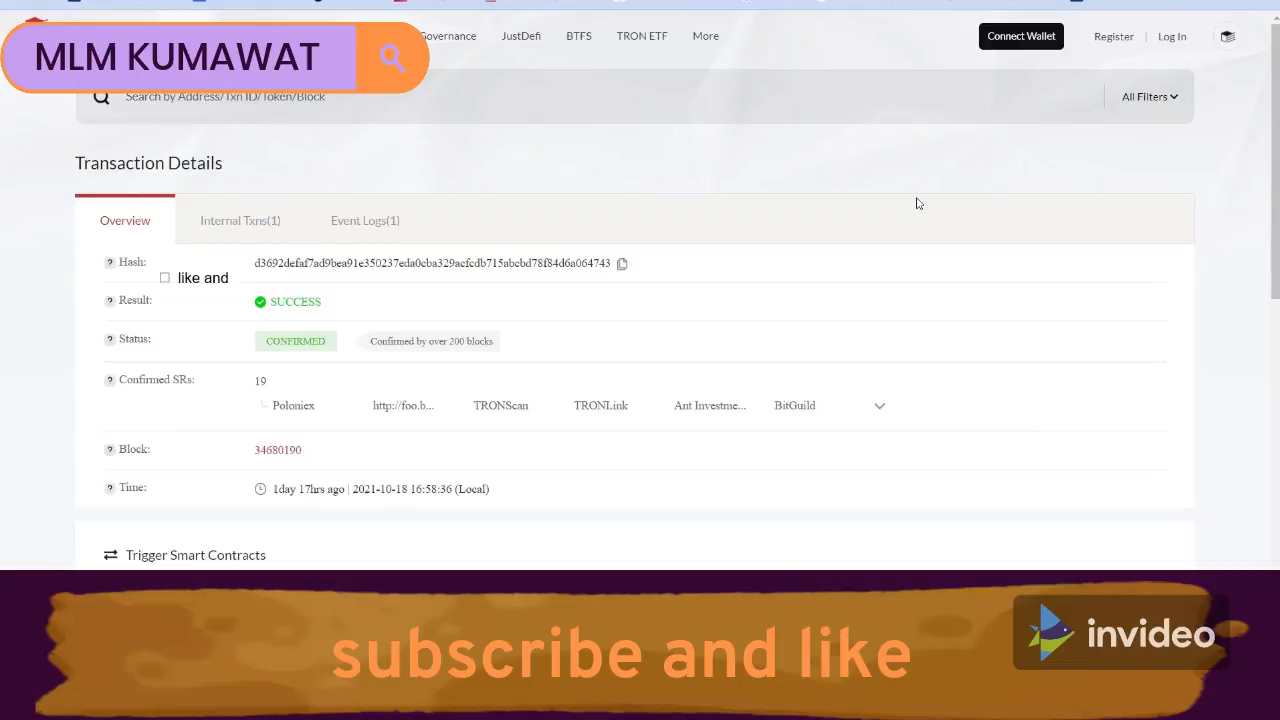 MLM KUMAWAT
Governance JustDefi BTFS TRON ETF More Connect Wallet Register Log In
Search by Address/Txn ID/Token/Block All Filters
Transaction Details
Overview Internal Txns(1) Event Logs(1)
? Hash: d3692defaf7ad9bea91e350237eda0cba329acfcdb715abcbd78f84d6a064743
like and
? Result: SUCCESS
? Status: CONFIRMED Confirmed by over 200 blocks
? Confirmed SRs: 19
Poloniex http://foo.b... TRONScan TRONLink Ant Investme... BitGuild
? Block: 34680190
? Time: 1day 17hrs ago | 2021-10-18 16:58:36 (Local)
Trigger Smart Contracts
subscribe and like
invideo